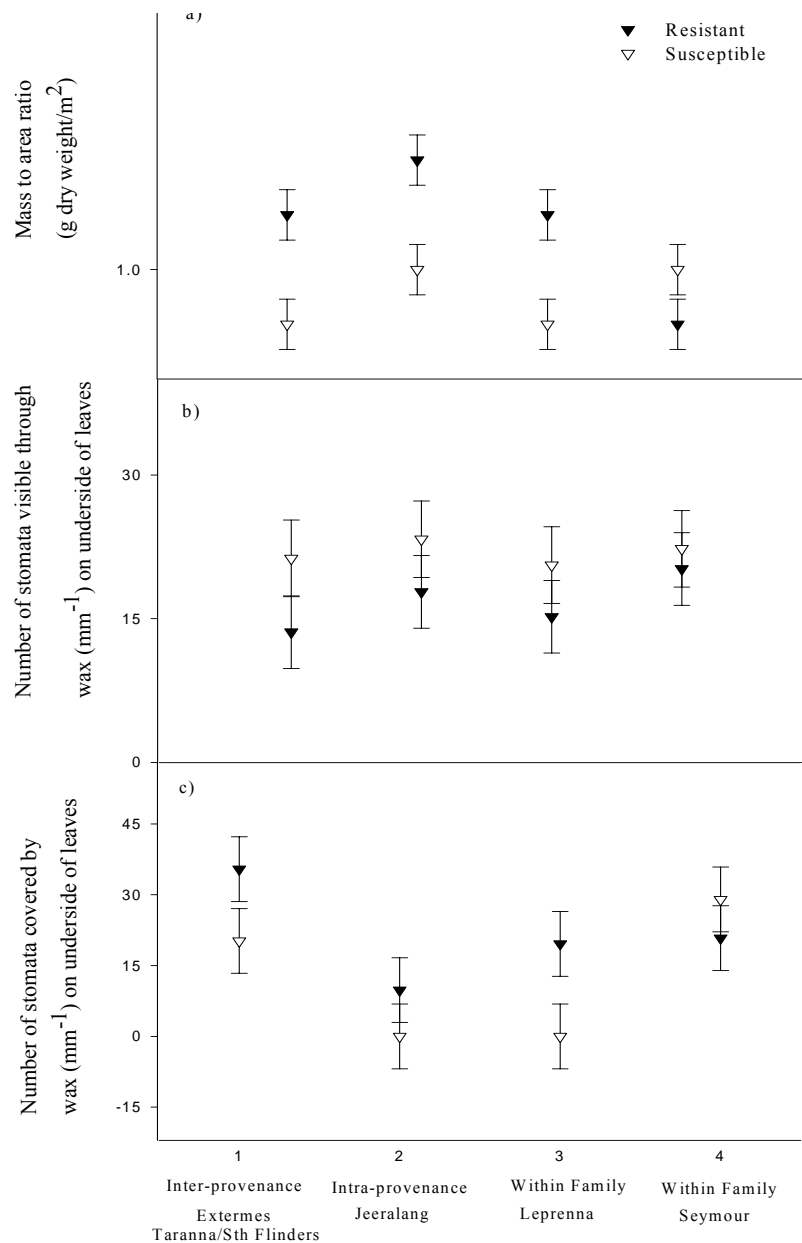 a)
Resistant
Susceptible
Mass to area ratio
(g dry weight/m²)
1.0
b)
Number of stomata visible through
wax (mm⁻¹) on underside of leaves
30
15
0
c)
Number of stomata covered by
wax (mm⁻¹) on underside of leaves
45
30
15
0
-15
1 2 3 4
Inter-provenance Intra-provenance Within Family Within Family
Extermes Jeeralang Leprenna Seymour
Taranna/Sth Flinders